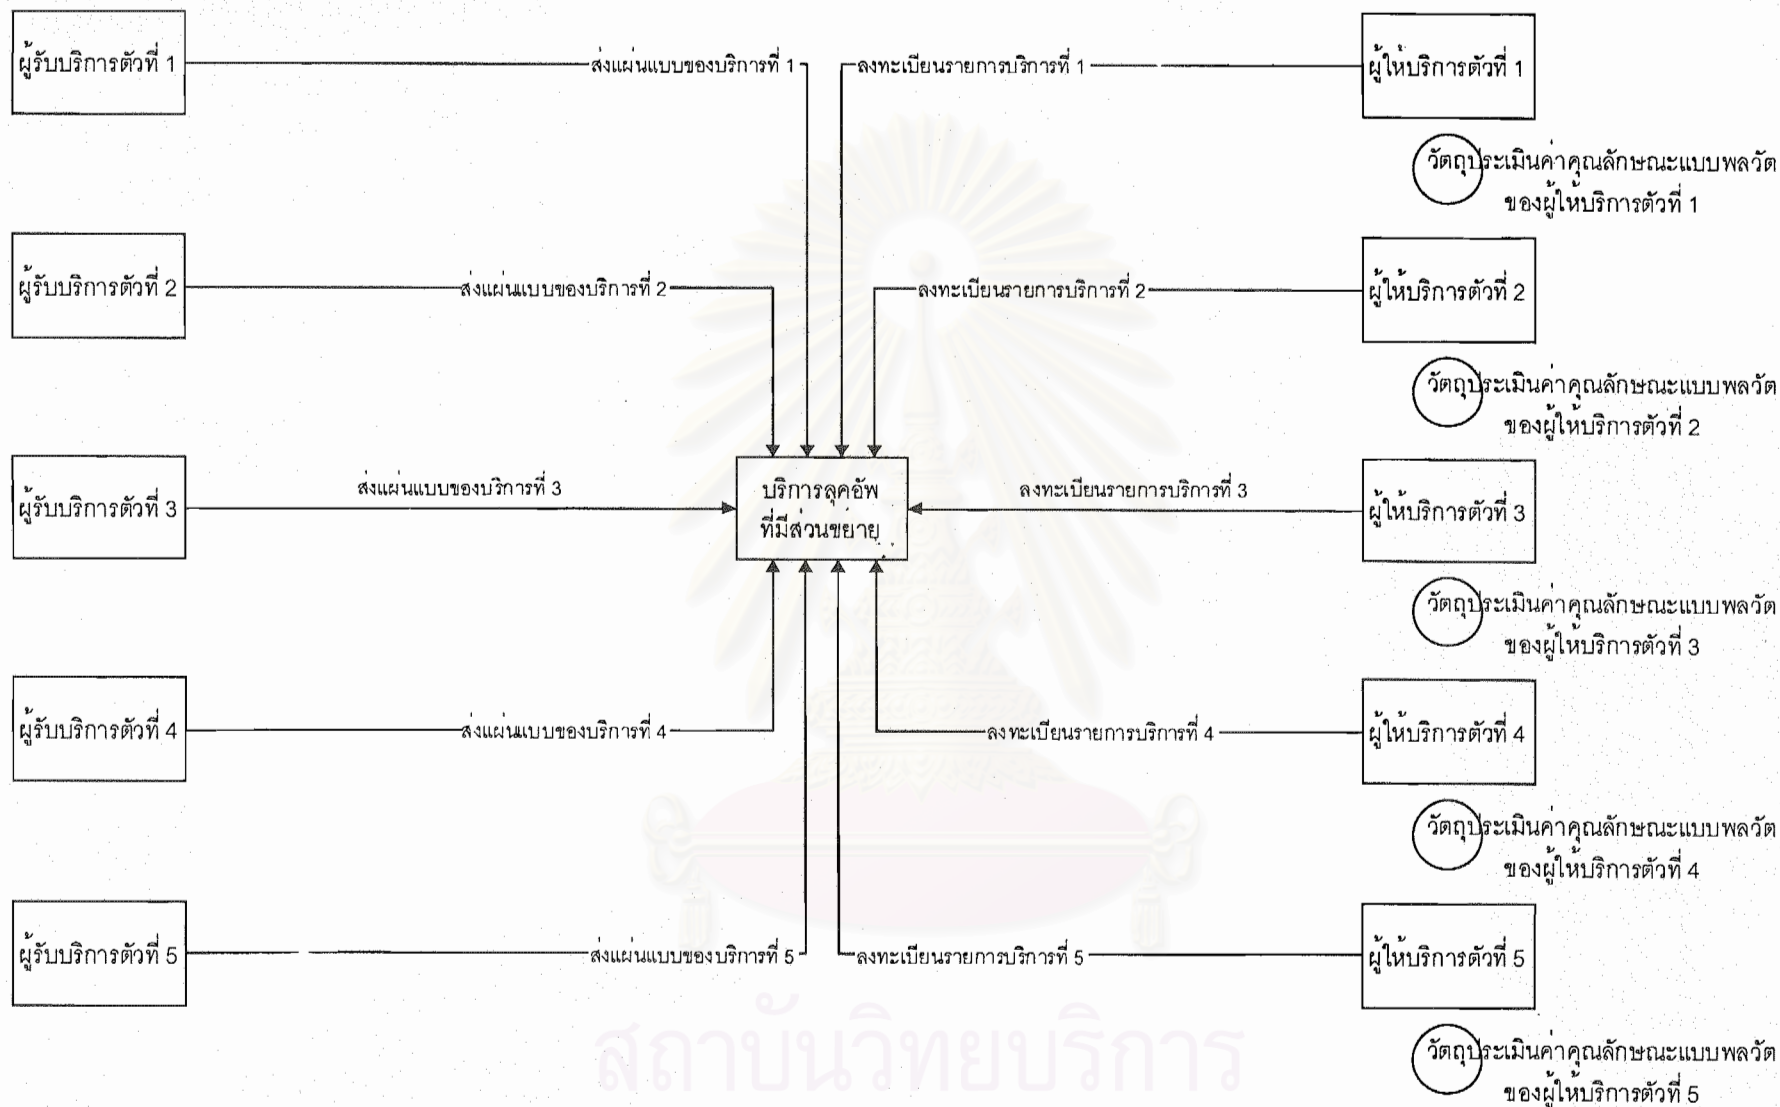 ผู้รับบริการตัวที่ 1
ส่งแผ่นแบบของบริการที่ 1
ลงทะเบียนรายการบริการที่ 1
ผู้ให้บริการตัวที่ 1
วัตถุประเมินค่าคุณลักษณะแบบพลวัต
ของผู้ให้บริการตัวที่ 1
ผู้รับบริการตัวที่ 2
ส่งแผ่นแบบของบริการที่ 2
ลงทะเบียนรายการบริการที่ 2
ผู้ให้บริการตัวที่ 2
วัตถุประเมินค่าคุณลักษณะแบบพลวัต
ของผู้ให้บริการตัวที่ 2
ผู้รับบริการตัวที่ 3
ส่งแผ่นแบบของบริการที่ 3
บริการลุคอัพ
ที่มีส่วนขยาย
ลงทะเบียนรายการบริการที่ 3
ผู้ให้บริการตัวที่ 3
วัตถุประเมินค่าคุณลักษณะแบบพลวัต
ของผู้ให้บริการตัวที่ 3
ผู้รับบริการตัวที่ 4
ส่งแผ่นแบบของบริการที่ 4
ลงทะเบียนรายการบริการที่ 4
ผู้ให้บริการตัวที่ 4
วัตถุประเมินค่าคุณลักษณะแบบพลวัต
ของผู้ให้บริการตัวที่ 4
ผู้รับบริการตัวที่ 5
ส่งแผ่นแบบของบริการที่ 5
ลงทะเบียนรายการบริการที่ 5
ผู้ให้บริการตัวที่ 5
วัตถุประเมินค่าคุณลักษณะแบบพลวัต
ของผู้ให้บริการตัวที่ 5
สถาบันวิทยบริการ